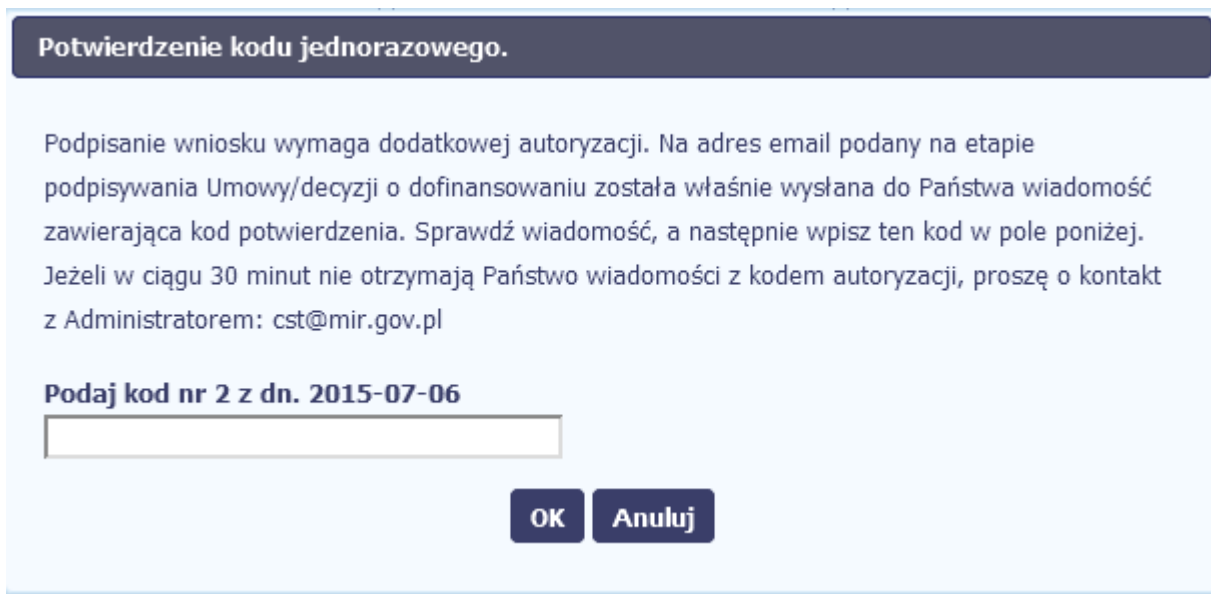 Potwierdzenie kodu jednorazowego.
Podpisanie wniosku wymaga dodatkowej autoryzacji. Na adres email podany na etapie
podpisywania Umowy/decyzji o dofinansowaniu została właśnie wysłana do Państwa wiadomość
zawierająca kod potwierdzenia. Sprawdź wiadomość, a następnie wpisz ten kod w pole poniżej.
Jeżeli w ciągu 30 minut nie otrzymają Państwo wiadomości z kodem autoryzacji, proszę o kontakt
z Administratorem: cst@mir.gov.pl
Podaj kod nr 2 z dn. 2015-07-06
OK Anuluj